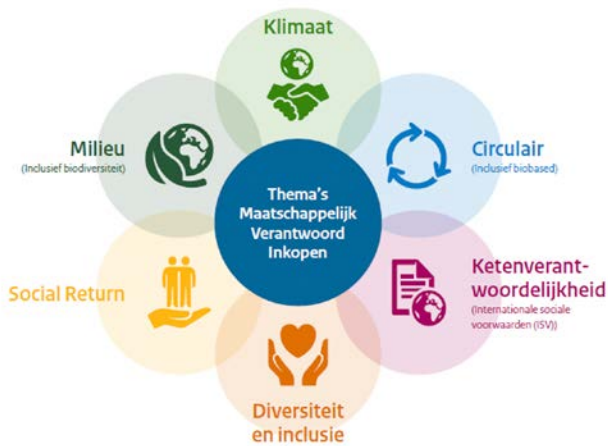 Klimaat
Milieu
(Inclusief biodiversiteit)
Circulair
(Inclusief biobased)
Thema's
Maatschappelijk
Verantwoord
Inkopen
Social Return
Ketenverant-
woordelijkheid
(Internationale sociale
voorwaarden (ISV))
Diversiteit
en inclusie